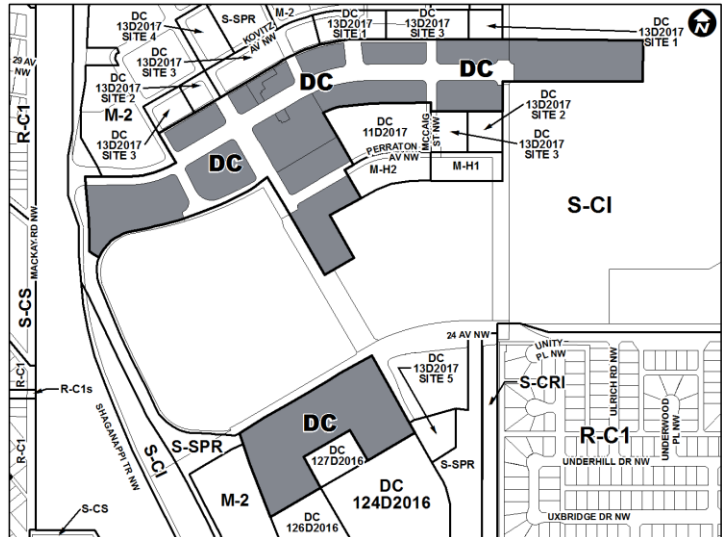 DC
13D2017
SITE 4
S-SPR
M-2
DC
13D2017
SITE 1
DC
13D2017
SITE 3
DC
13D2017
SITE 1
N
KOVITZ
AV NW
29 AV
NW
DC
13D2017
SITE 3
DC
13D2017
SITE 2
M-2
DC
13D2017
SITE 3
DC
DC
DC
R-C1
DC
11D2017
MCCAIG
ST NW
DC
13D2017
SITE 2
DC
13D2017
SITE 3
PERRATON
AV NW
M-H2
M-H1
S-CI
MACKAY RD NW
S-CS
R-C1
R-C1s
R-C1
SHAGANAPPI TR NW
S-CI
S-SPR
24 AV NW
DC
13D2017
SITE 5
UNITY
PL NW
ULRICH RD NW
UNDERWOOD
PL NW
S-CRI
R-C1
DC
DC
127D2016
S-SPR
UNDERHILL DR NW
M-2
DC
124D2016
DC
126D2016
UXBRIDGE DR NW
S-CS